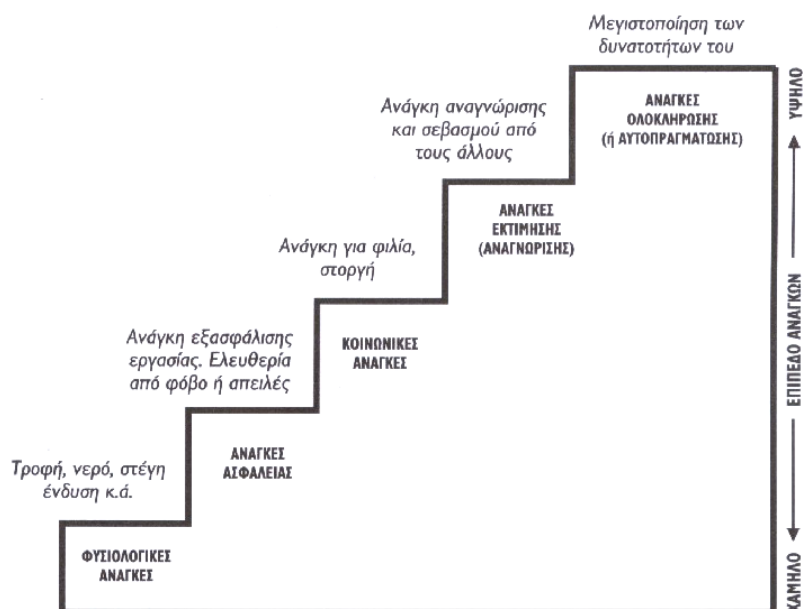 Μεγιστοποίηση των
δυνατοτήτων του
ΑΝΑΓΚΕΣ
ΟΛΟΚΛΗΡΩΣΗΣ
(ή ΑΥΤΟΠΡΑΓΜΑΤΩΣΗΣ)
Ανάγκη αναγνώρισης
και σεβασμού από
τους άλλους
ΑΝΑΓΚΕΣ
ΕΚΤΙΜΗΣΗΣ
(ΑΝΑΓΝΩΡΙΣΗΣ)
Ανάγκη για φιλία,
στοργή
ΚΟΙΝΩΝΙΚΕΣ
ΑΝΑΓΚΕΣ
Ανάγκη εξασφάλισης
εργασίας. Ελευθερία
από φόβο ή απειλές
ΑΝΑΓΚΕΣ
ΑΣΦΑΛΕΙΑΣ
Τροφή, νερό, στέγη
ένδυση κ.ά.
ΦΥΣΙΟΛΟΓΙΚΕΣ
ΑΝΑΓΚΕΣ
ΥΨΗΛΟ
ΕΠΙΠΕΔΟ ΑΝΑΓΚΩΝ
ΧΑΜΗΛΟ